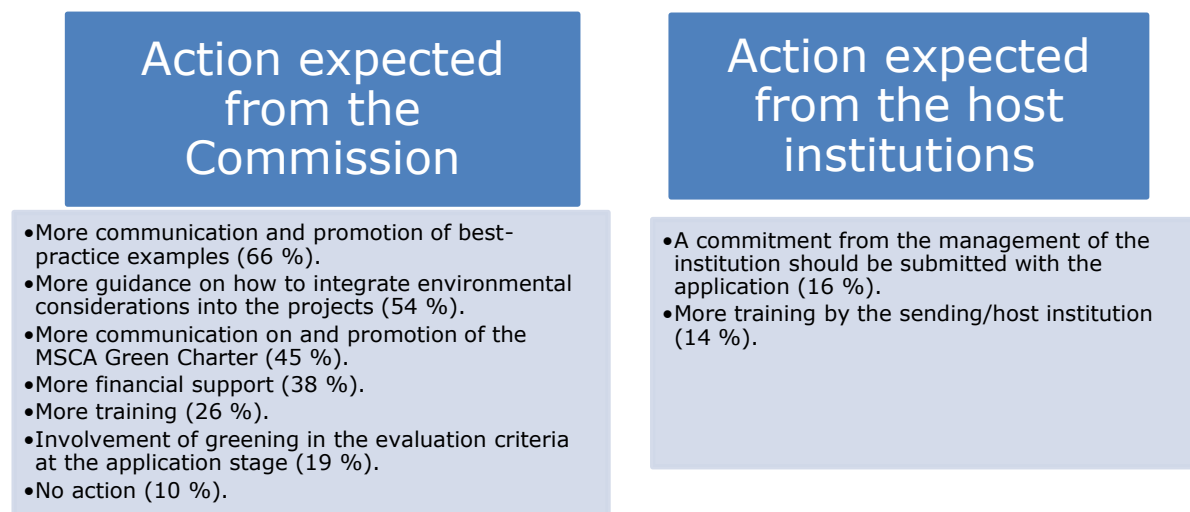 Action expected
from the
Commission
•More communication and promotion of best-
practice examples (66 %).
•More guidance on how to integrate environmental
considerations into the projects (54 %).
•More communication on and promotion of the
MSCA Green Charter (45 %).
•More financial support (38 %).
•More training (26 %).
•Involvement of greening in the evaluation criteria
at the application stage (19 %).
•No action (10 %).
Action expected
from the host
institutions
•A commitment from the management of the
institution should be submitted with the
application (16 %).
•More training by the sending/host institution
(14 %).